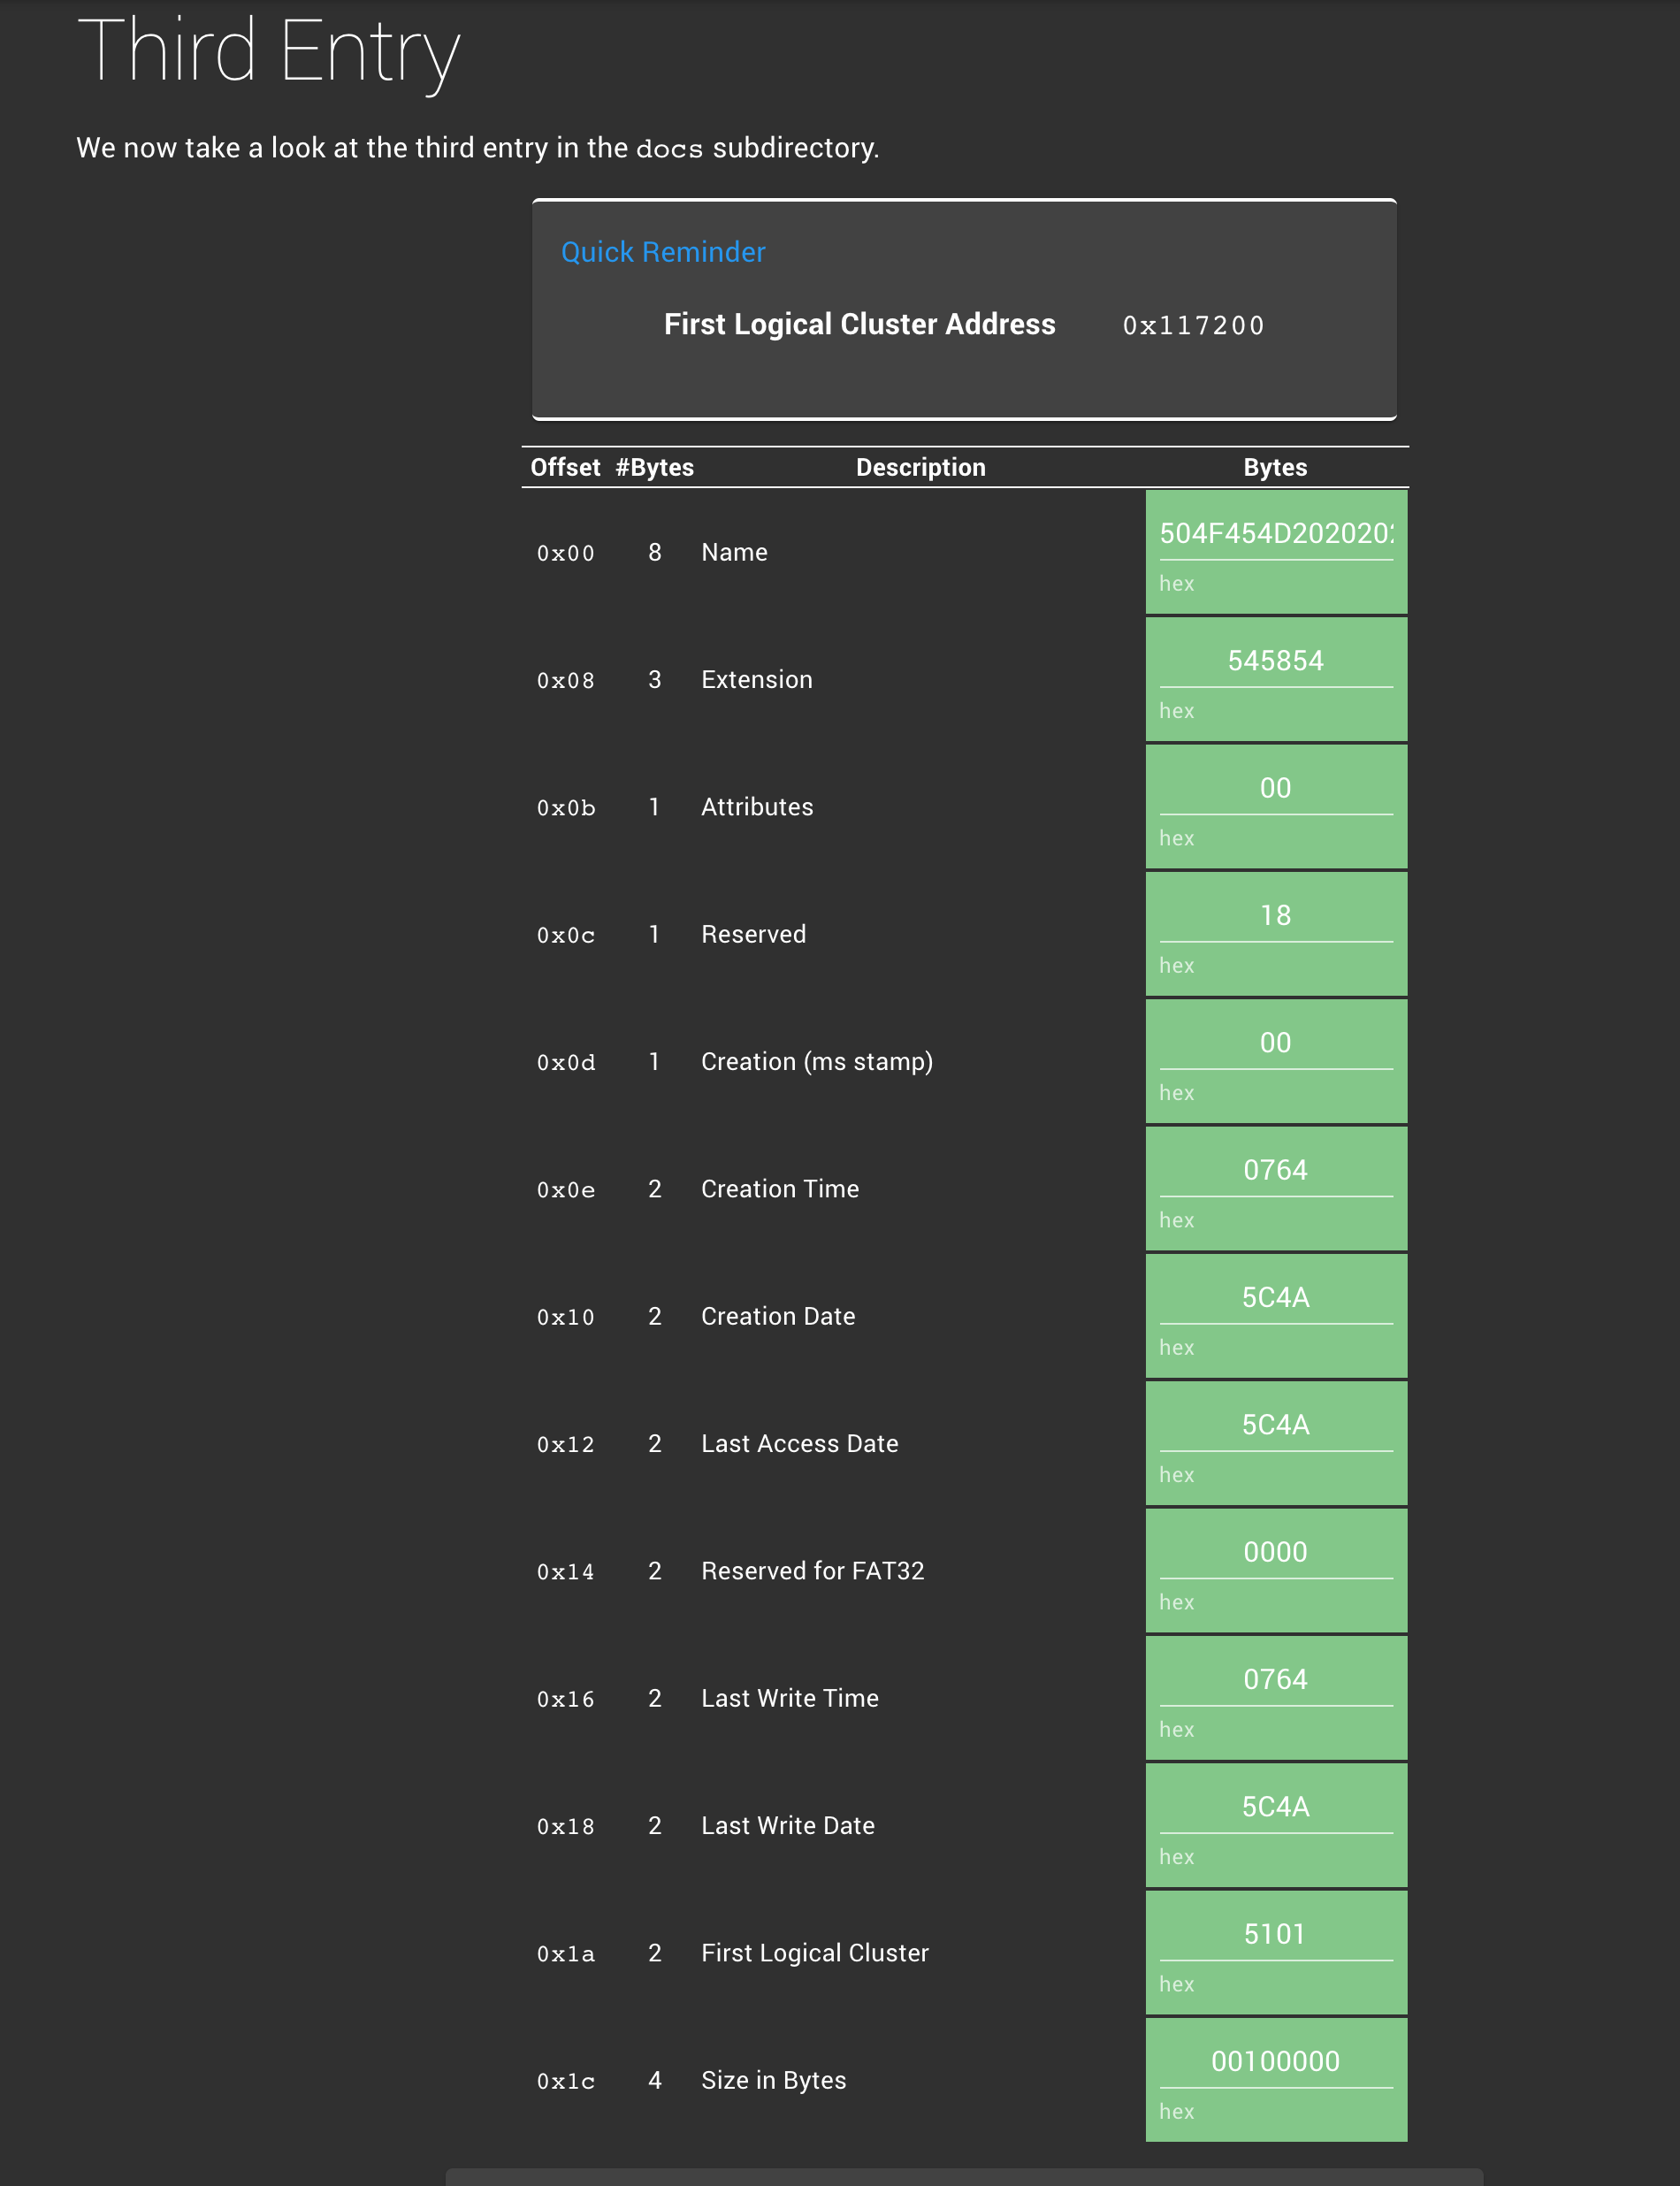 Third Entry
We now take a look at the third entry in the docs subdirectory.
Quick Reminder
First Logical Cluster Address 0x117200
Offset #Bytes Description Bytes
0x00 8 Name 504F454D2020202
hex
0x08 3 Extension 545854
hex
0x0b 1 Attributes 00
hex
0x0c 1 Reserved 18
hex
0x0d 1 Creation (ms stamp) 00
hex
0x0e 2 Creation Time 0764
hex
0x10 2 Creation Date 5C4A
hex
0x12 2 Last Access Date 5C4A
hex
0x14 2 Reserved for FAT32 0000
hex
0x16 2 Last Write Time 0764
hex
0x18 2 Last Write Date 5C4A
hex
0x1a 2 First Logical Cluster 5101
hex
0x1c 4 Size in Bytes 00100000
hex